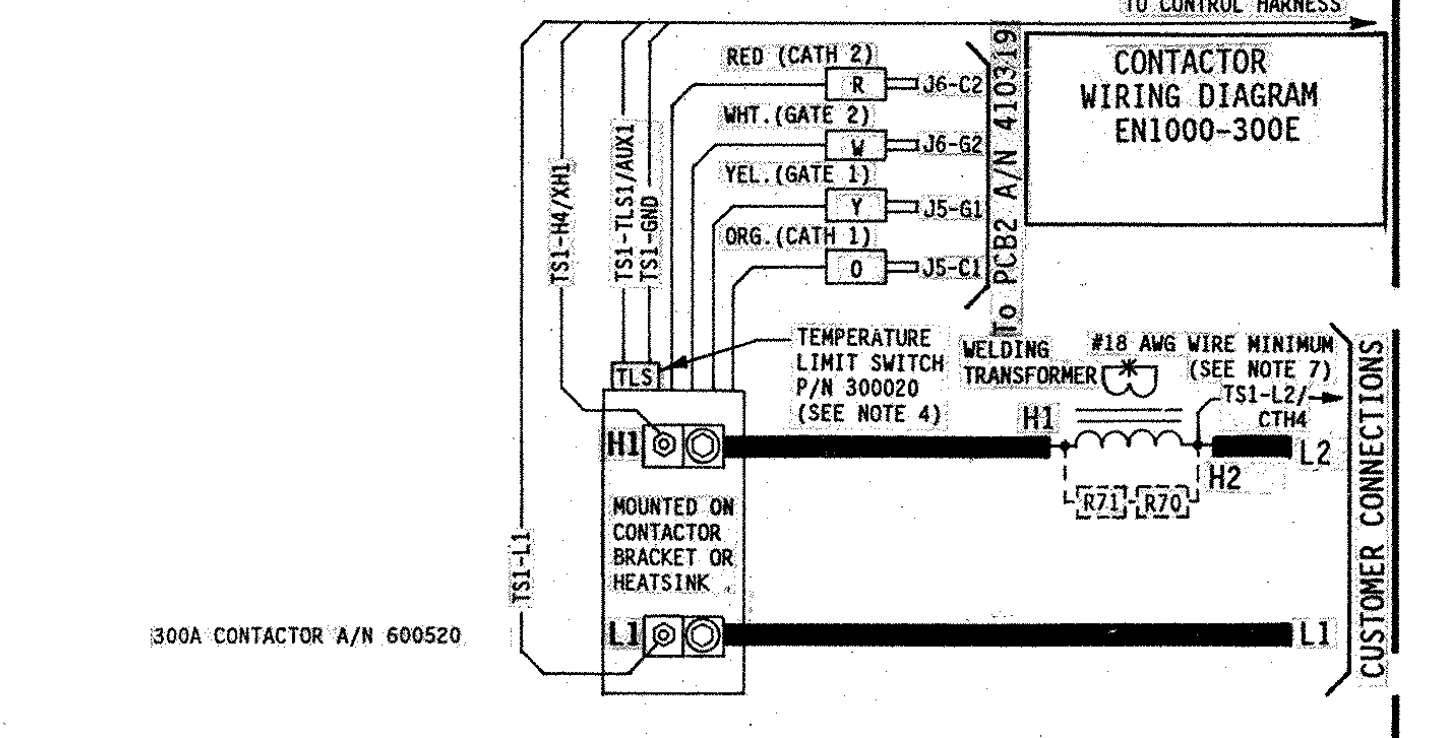 TO CONTROL HARNESS
CONTACTOR
WIRING DIAGRAM
EN1000-300E
RED (CATH 2)
R
J6-C2
WHT.(GATE 2)
W
J6-G2
YEL.(GATE 1)
Y
J5-G1
ORG.(CATH 1)
O
J5-C1
To PCB2 A/N 410319
TS1-H4/XH1
TS1-TLS1/AUX1
TS1-GND
TS1-L1
TLS
TEMPERATURE
LIMIT SWITCH
P/N 300020
(SEE NOTE 4)
WELDING
TRANSFORMER
#18 AWG WIRE MINIMUM
(SEE NOTE 7)
TS1-L2/
CTH4
H1
H1
L2
H2
R71
R70
MOUNTED ON
CONTACTOR
BRACKET OR
HEATSINK
300A CONTACTOR A/N 600520
L1
L1
CUSTOMER CONNECTIONS